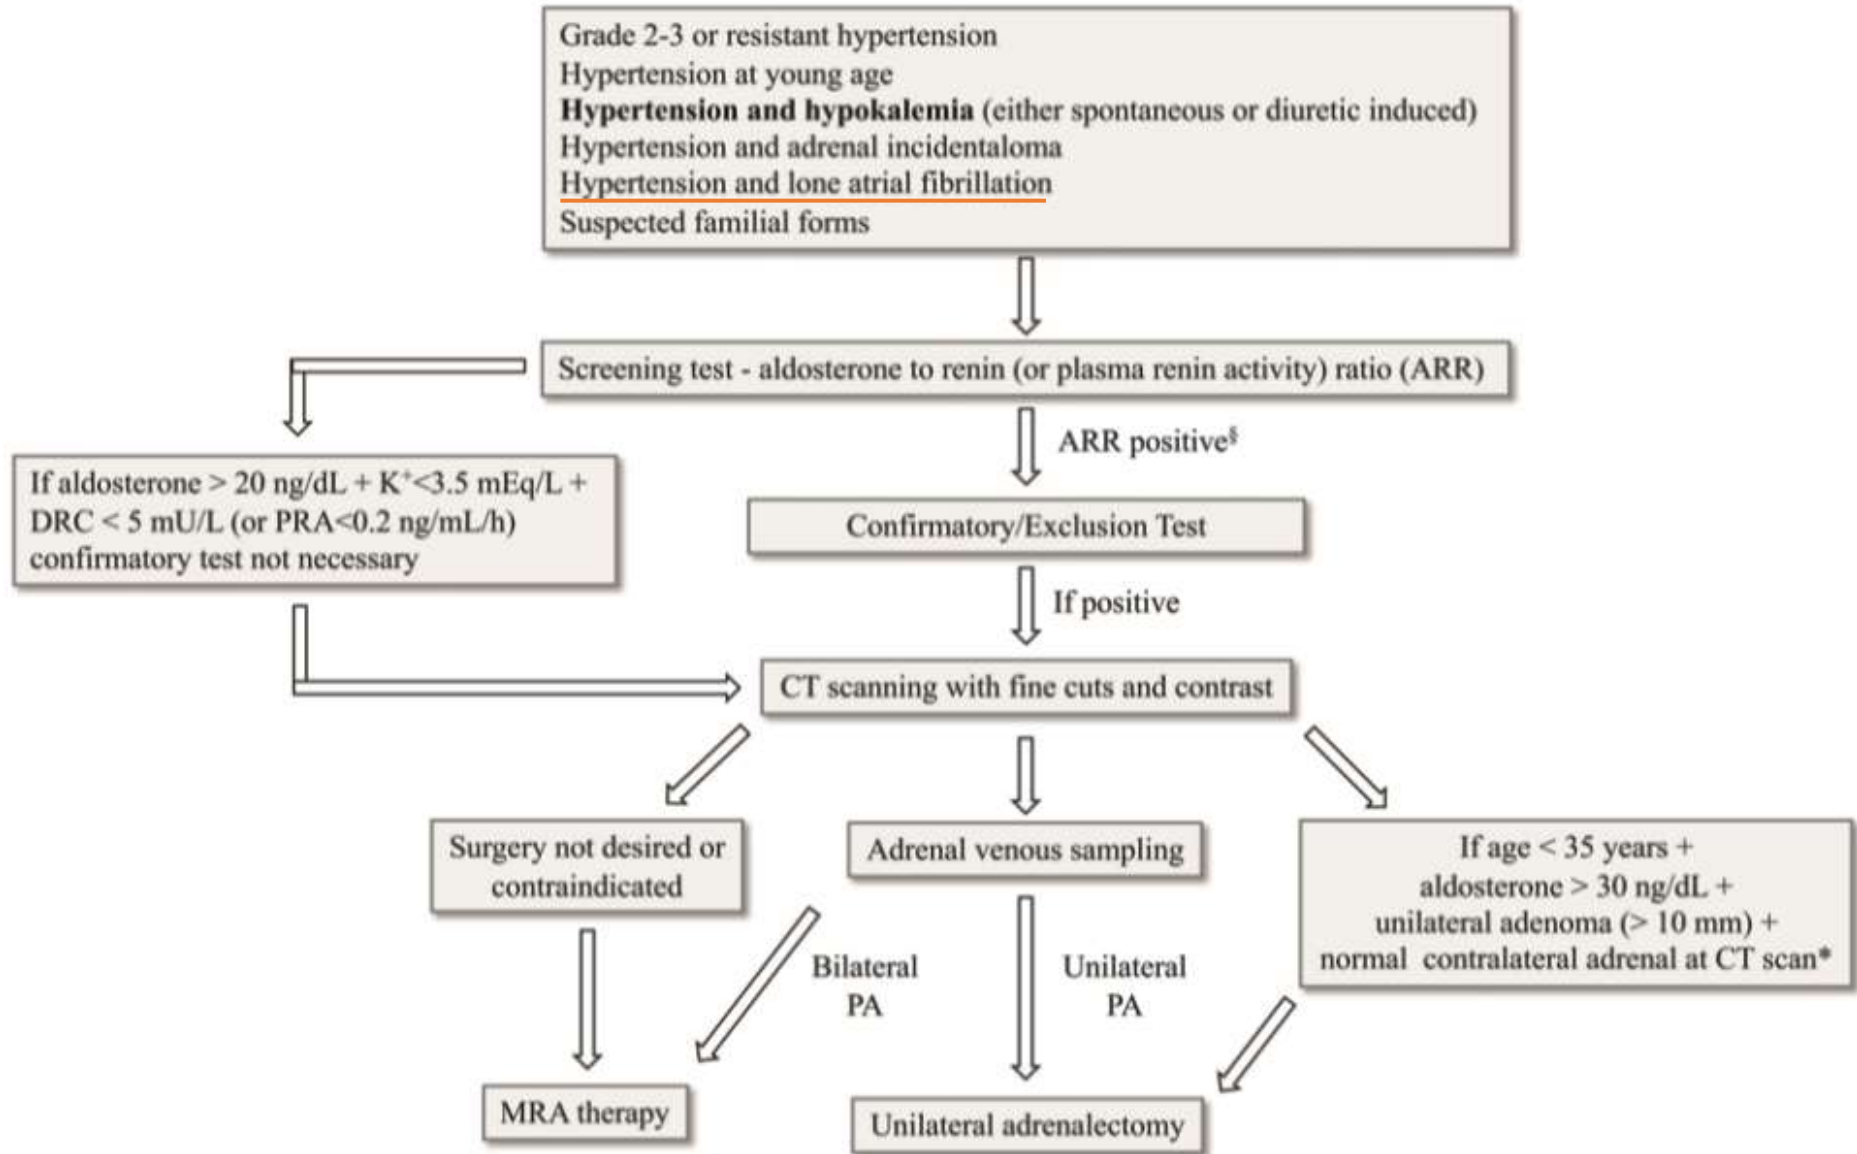 Grade 2-3 or resistant hypertension
Hypertension at young age
Hypertension and hypokalemia (either spontaneous or diuretic induced)
Hypertension and adrenal incidentaloma
Hypertension and lone atrial fibrillation
Suspected familial forms
Screening test - aldosterone to renin (or plasma renin activity) ratio (ARR)
ARR positive§
If aldosterone > 20 ng/dL + K⁺<3.5 mEq/L +
DRC < 5 mU/L (or PRA<0.2 ng/mL/h)
confirmatory test not necessary
Confirmatory/Exclusion Test
If positive
CT scanning with fine cuts and contrast
Surgery not desired or
contraindicated
Adrenal venous sampling
If age < 35 years +
aldosterone > 30 ng/dL +
unilateral adenoma (> 10 mm) +
normal contralateral adrenal at CT scan*
Bilateral
PA
Unilateral
PA
MRA therapy
Unilateral adrenalectomy